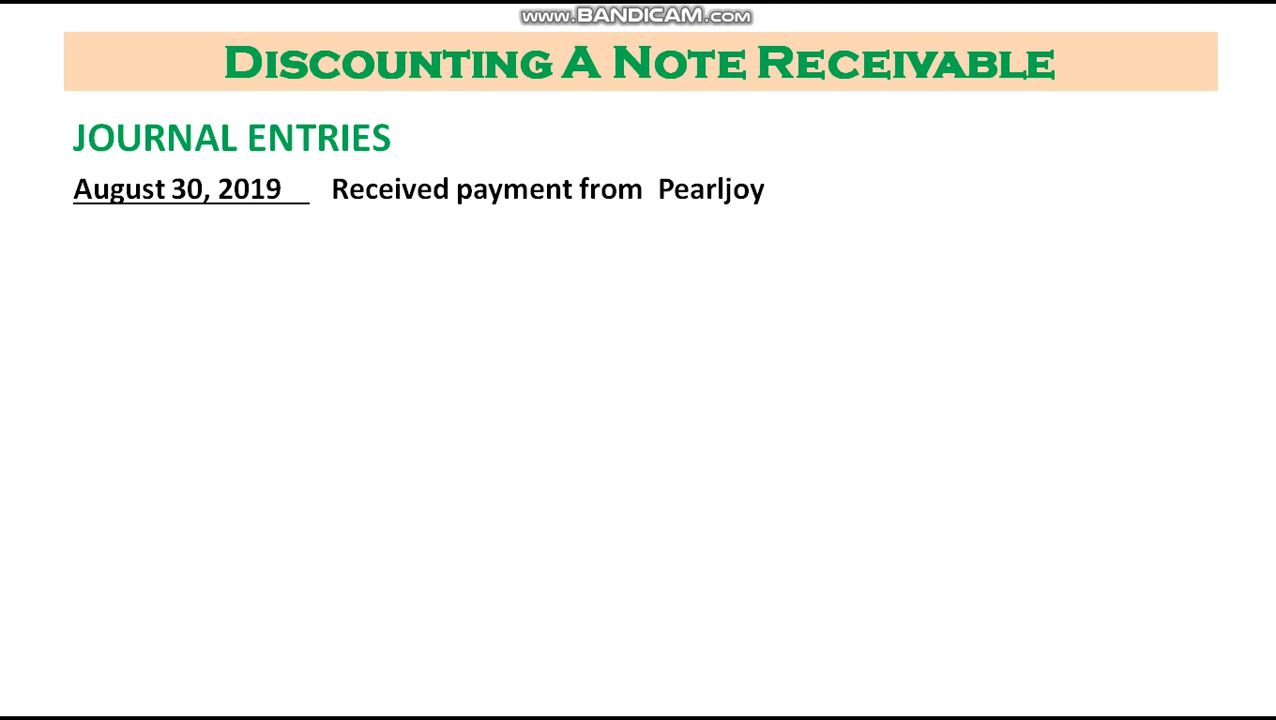 www.BANDICAM.com
DISCOUNTING A NOTE RECEIVABLE
JOURNAL ENTRIES
August 30, 2019 Received payment from Pearljoy